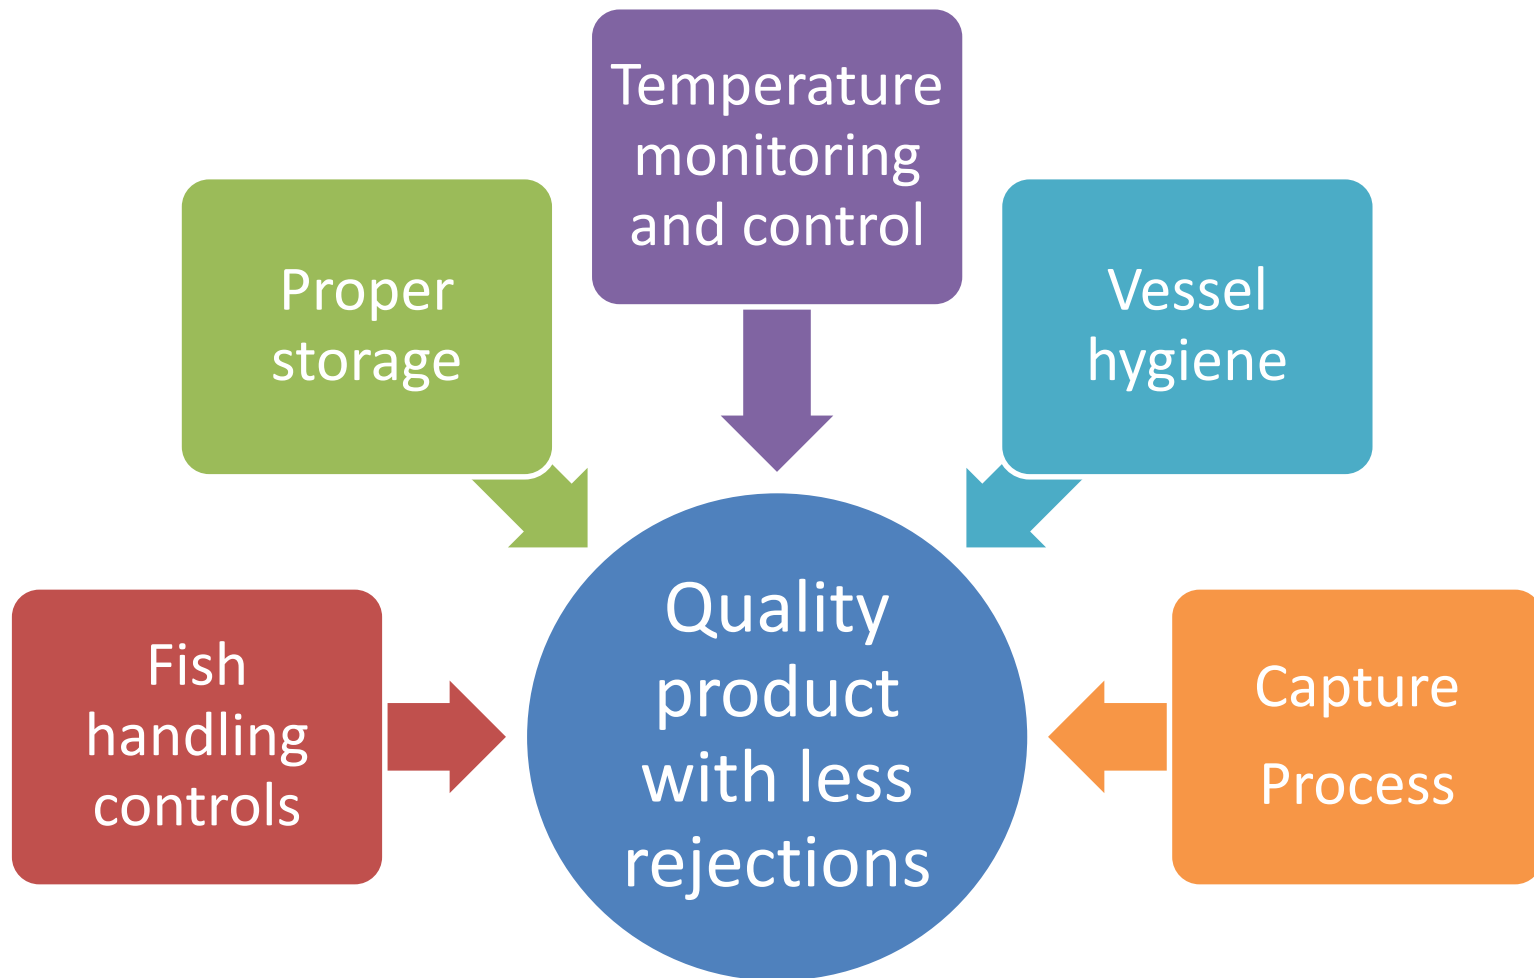 Temperature
monitoring
and control
Proper
storage
Vessel
hygiene
Fish
handling
controls
Quality
product
with less
rejections
Capture
Process